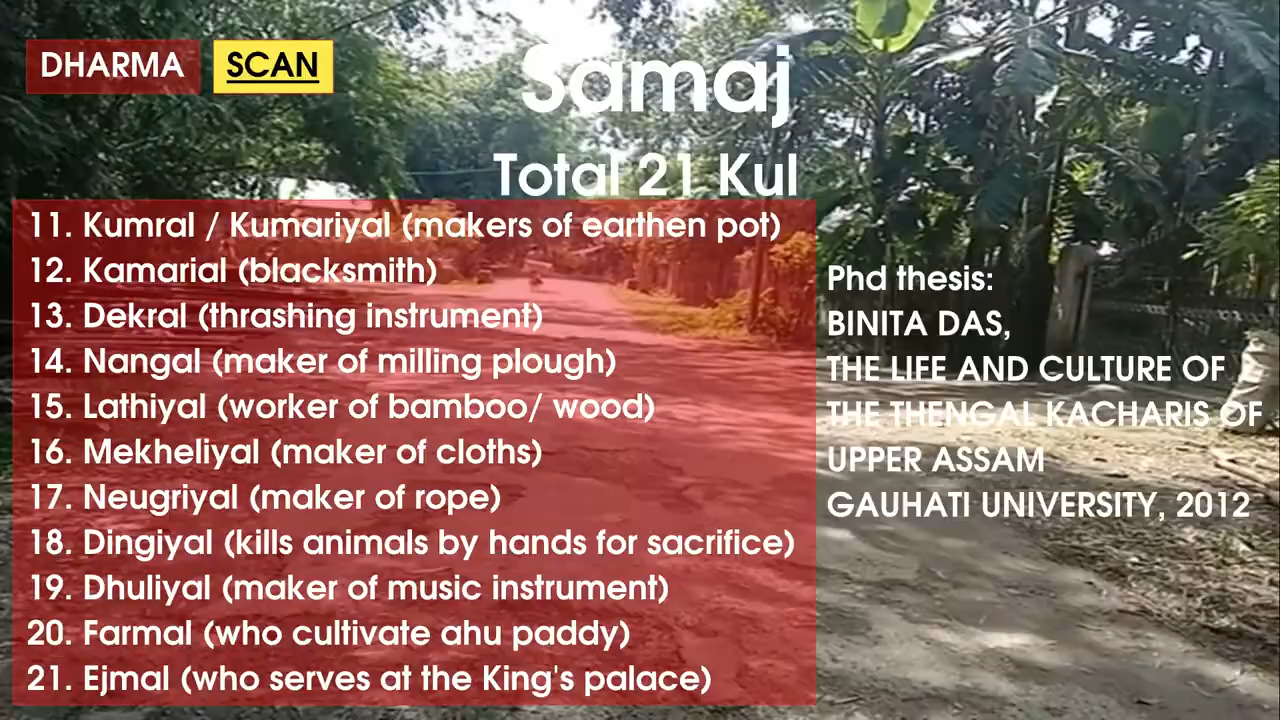 DHARMA SCAN
Samaj
Total 21 Kul
11. Kumral / Kumariyal (makers of earthen pot)
12. Kamarial (blacksmith)
13. Dekral (thrashing instrument)
14. Nangal (maker of milling plough)
15. Lathiyal (worker of bamboo/ wood)
16. Mekheliyal (maker of cloths)
17. Neugriyal (maker of rope)
18. Dingiyal (kills animals by hands for sacrifice)
19. Dhuliyal (maker of music instrument)
20. Farmal (who cultivate ahu paddy)
21. Ejmal (who serves at the King's palace)
Phd thesis:
BINITA DAS,
THE LIFE AND CULTURE OF
THE THENGAL KACHARIS OF
UPPER ASSAM
GAUHATI UNIVERSITY, 2012